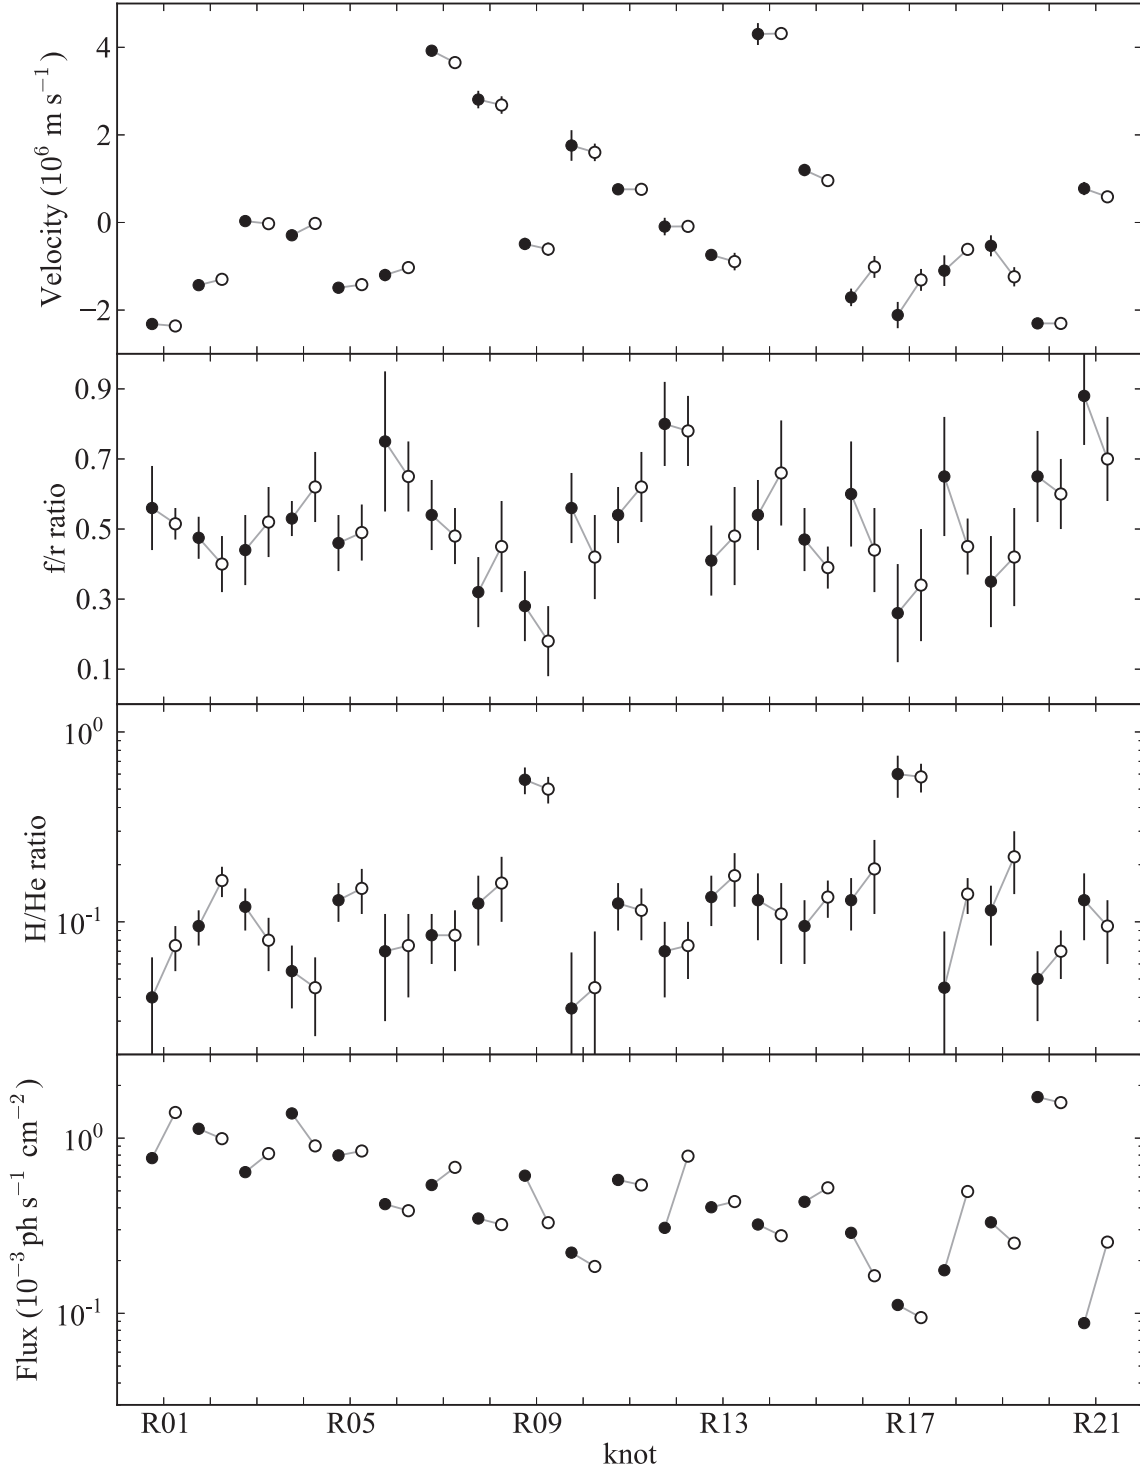 Velocity (10⁶ m s⁻¹)
4
2
0
−2
f/r ratio
0.9
0.7
0.5
0.3
0.1
H/He ratio
10⁰
10⁻¹
Flux (10⁻³ ph s⁻¹ cm⁻²)
10⁰
10⁻¹
R01 R05 R09 R13 R17 R21
knot